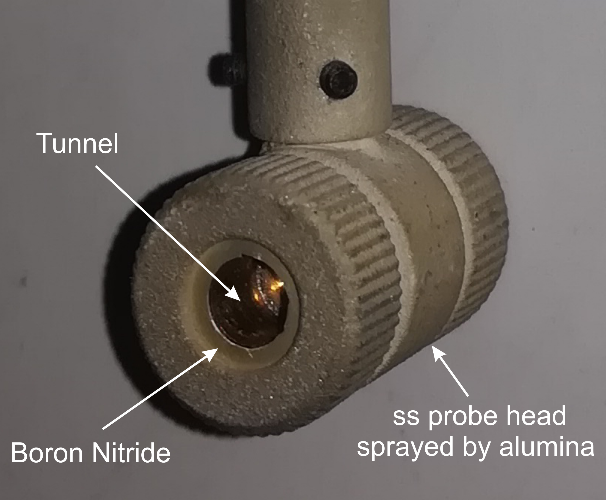 Tunnel
Boron Nitride
ss probe head
sprayed by alumina